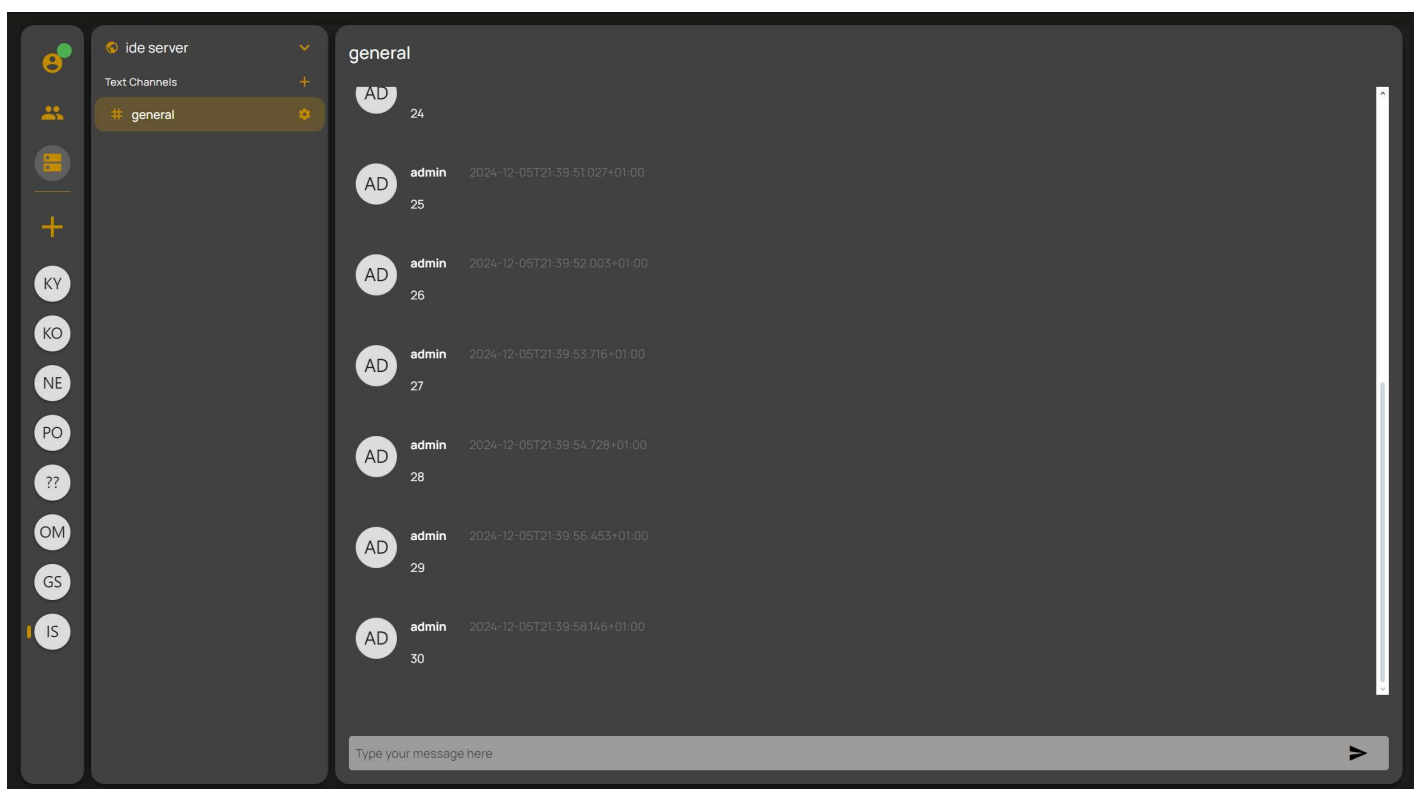 ide server
Text Channels
# general
KY
KO
NE
PO
??
OM
GS
IS
general
AD
24
AD admin 2024-12-05T21:39:51.027+01:00
25
AD admin 2024-12-05T21:39:52.003+01:00
26
AD admin 2024-12-05T21:39:53.716+01:00
27
AD admin 2024-12-05T21:39:54.728+01:00
28
AD admin 2024-12-05T21:39:56.453+01:00
29
AD admin 2024-12-05T21:39:58.146+01:00
30
Type your message here